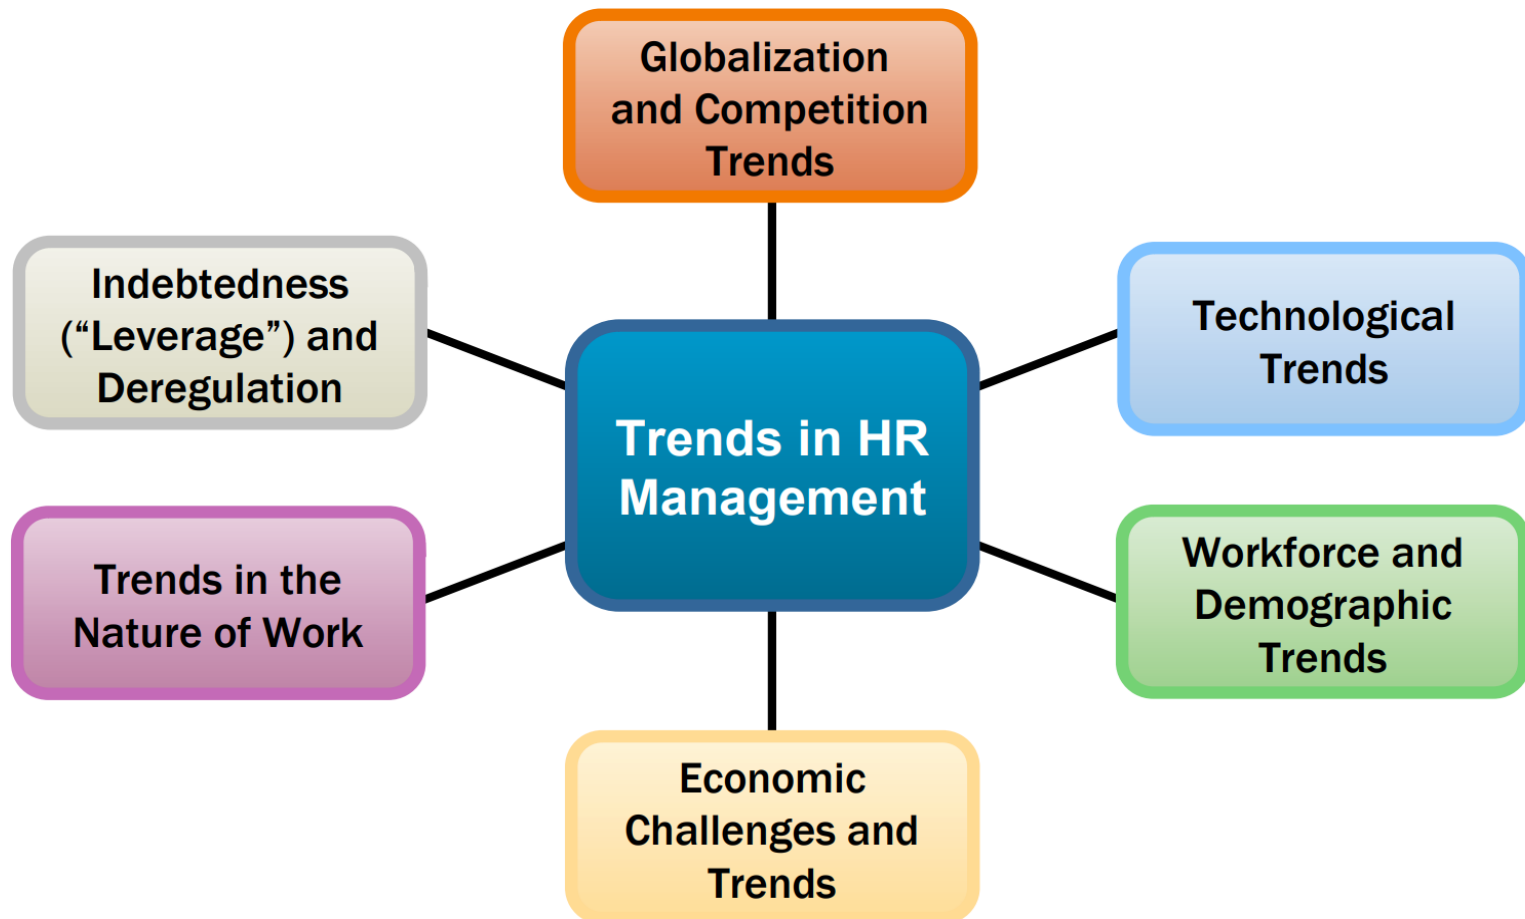 Globalization
and Competition
Trends
Indebtedness
(“Leverage”) and
Deregulation
Technological
Trends
Trends in HR
Management
Trends in the
Nature of Work
Workforce and
Demographic
Trends
Economic
Challenges and
Trends